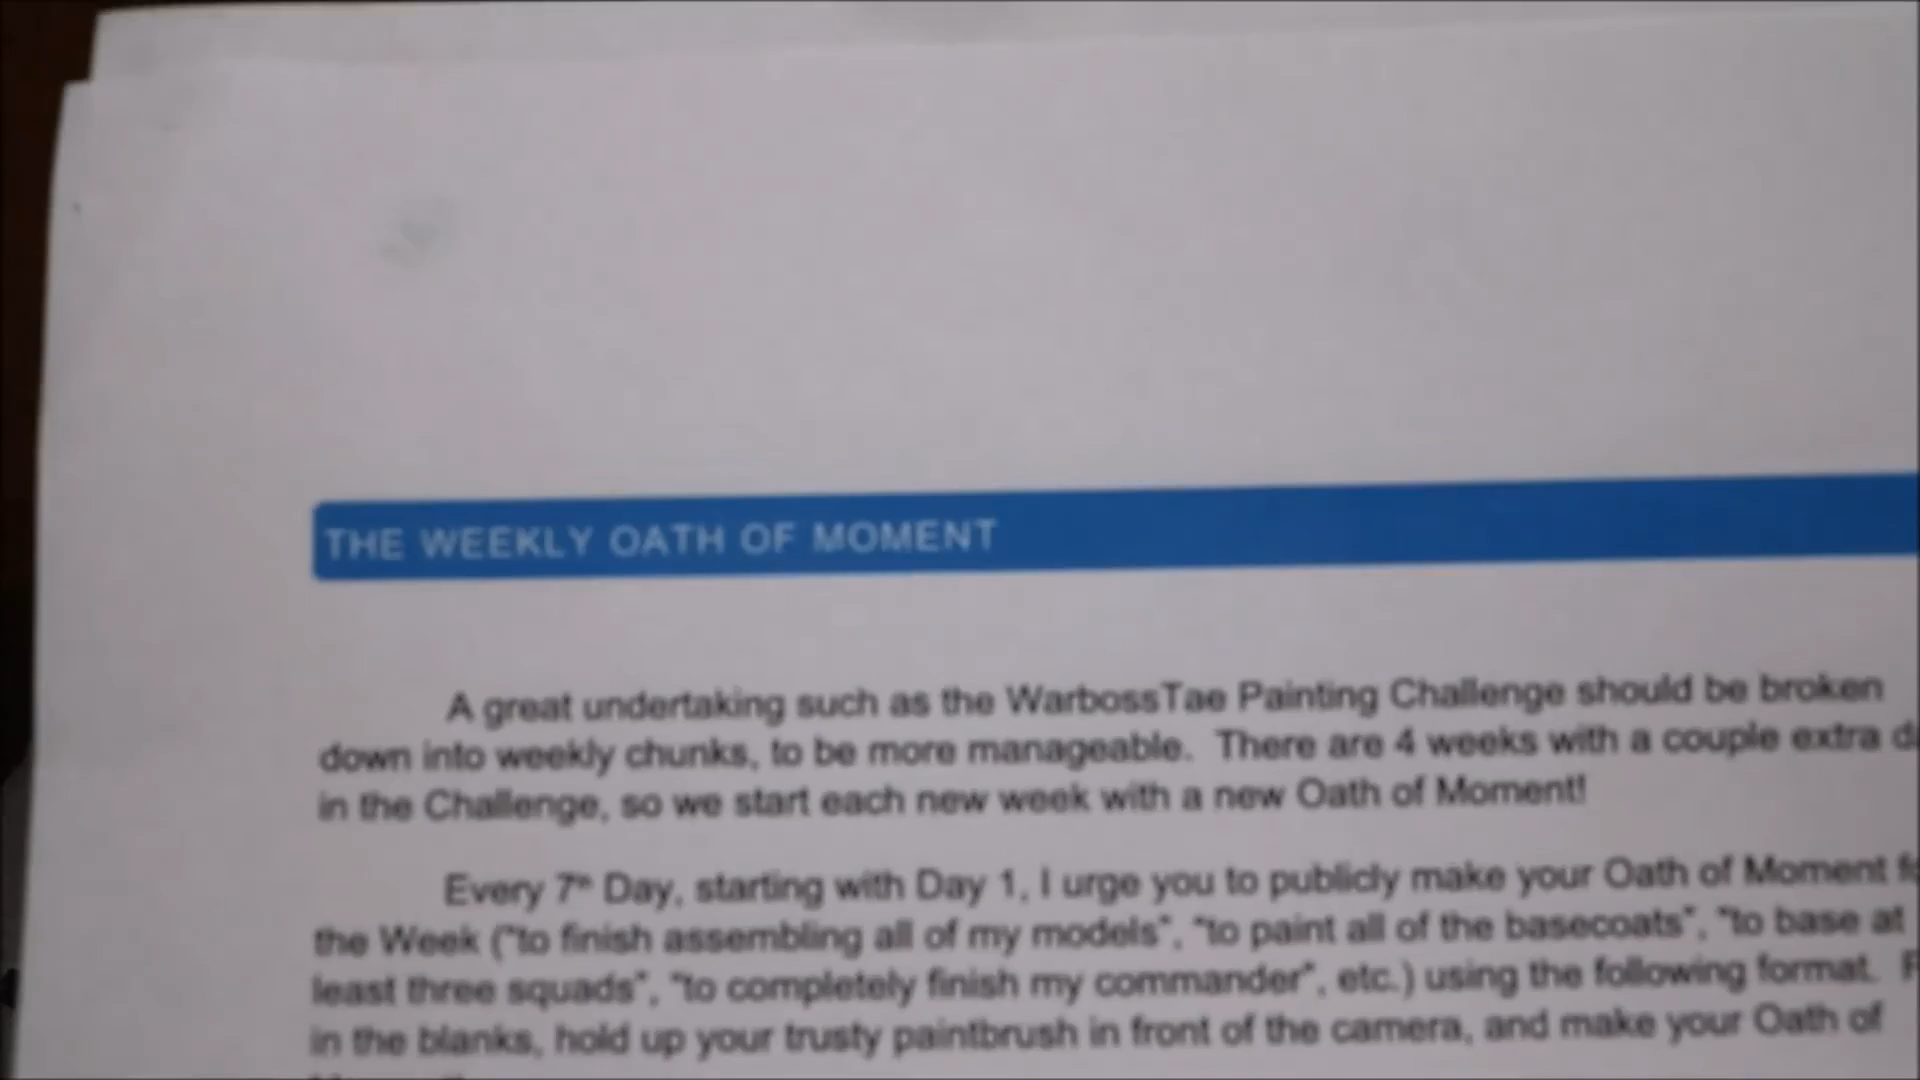 THE WEEKLY OATH OF MOMENT
A great undertaking such as the WarbossTae Painting Challenge should be broken
down into weekly chunks, to be more manageable. There are 4 weeks with a couple extra
in the Challenge, so we start each new week with a new Oath of Moment!
Every 7th Day, starting with Day 1, I urge you to publicly make your Oath of Moment
the Week ("to finish assembling all of my models", "to paint all of the basecoats", "to base at
least three squads", "to completely finish my commander", etc.) using the following format.
in the blanks, hold up your trusty paintbrush in front of the camera, and make your Oath of